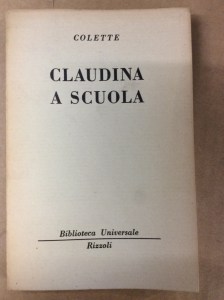 COLETTE
CLAUDINA
A SCUOLA
Biblioteca Universale
Rizzoli